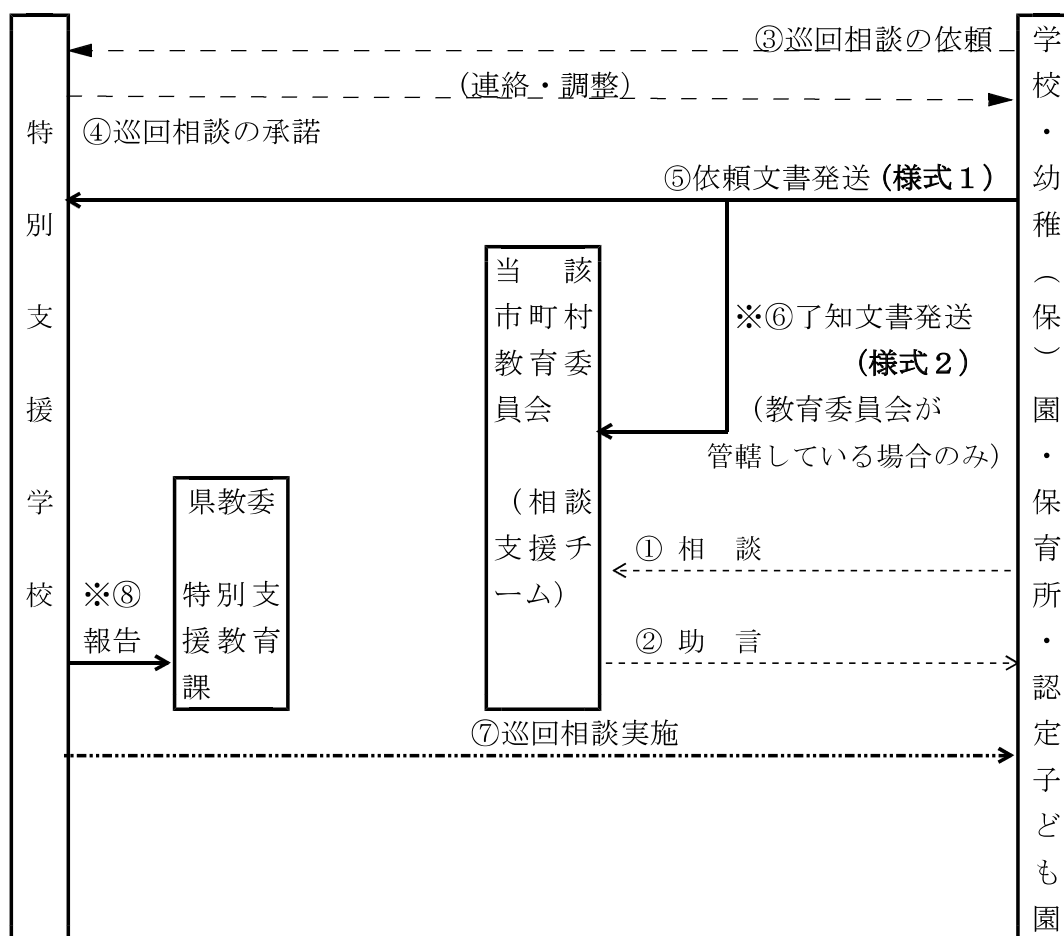 特別支援学校
③巡回相談の依頼
(連絡・調整)
④巡回相談の承諾
⑤依頼文書発送 (様式１)
当該
市町村
教育委
員会
（相談
支援チ
ーム）
※⑥了知文書発送
(様式２)
（教育委員会が
管轄している場合のみ）
県教委
特別支
援教育
課
① 相 談
② 助 言
※⑧
報告
⑦巡回相談実施
学校・幼稚（保）園・保育所・認定子ども園